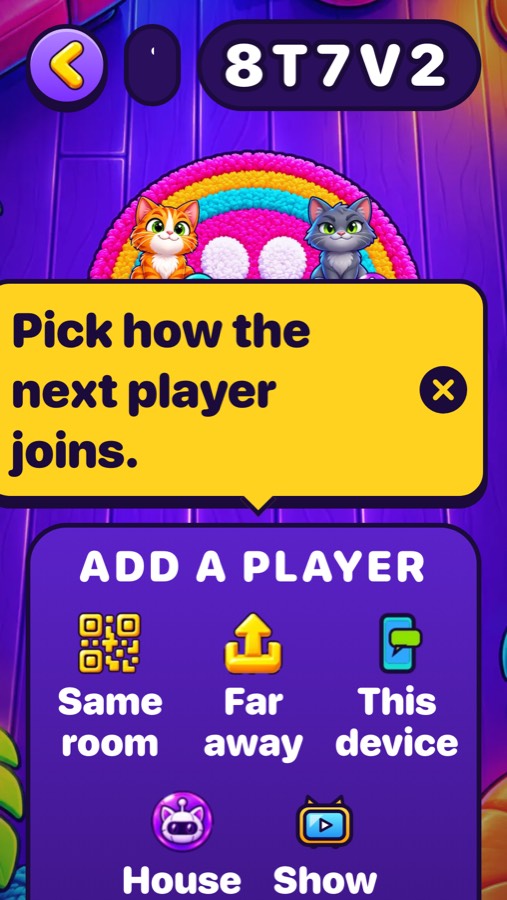 8T7V2
Pick how the
next player
joins.
ADD A PLAYER
Same
room
Far
away
This
device
House
Show